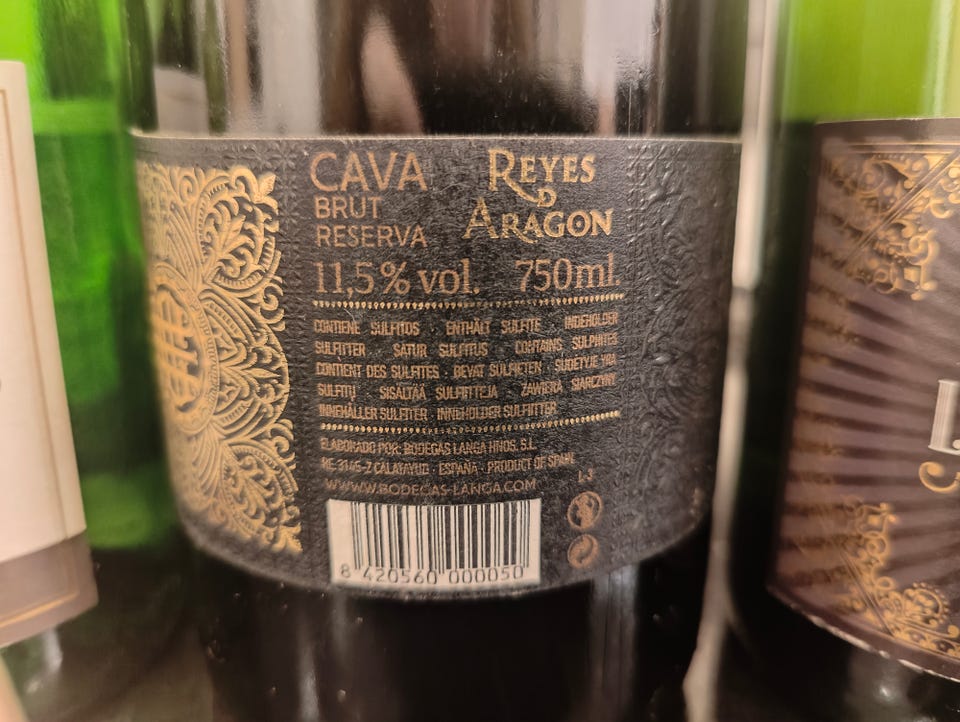 CAVA
BRUT
RESERVA
REYES
D
ARAGON
11,5% vol. 750ml.
CONTIENE SULFITOS · ENTHÄLT SULFITE · INDEHOLDER
SULFITTER · SATUR SULFITUS · CONTAINS SULPHITES
CONTIENT DES SULFITES · BEVAT SULFIETEN · SUDĖTYJE YRA
SULFITŲ · SISÄLTÄÄ SULFIITTEJA · ZAWIERA SIARCZYNY
INNEHÅLLER SULFITER INNEHOLDER SULFITTER
ELABORADO POR: BODEGAS LANGA HNOS, S.L.
RE: 3145-Z CALATAYUD · ESPAÑA · PRODUCT OF SPAIN
WWW.BODEGAS-LANGA.COM
8 420560 000050